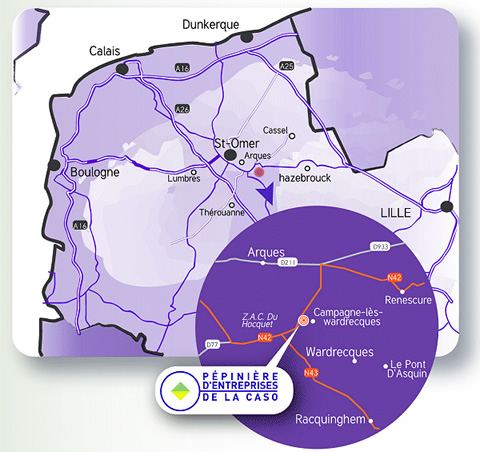 Dunkerque
Calais
A16
A25
A26
Cassel
St-Omer
Arques
Boulogne
Lumbres
hazebrouck
Thérouanne
LILLE
A16
D933
Arques
D211
N42
Renescure
Z.A.C. Du
Hocquet
Campagne-lès-
wardrecques
N42
D77
Wardrecques
Le Pont
D'Asquin
N43
PÉPINIÈRE
D'ENTREPRISES
DE LA CASO
Racquinghem